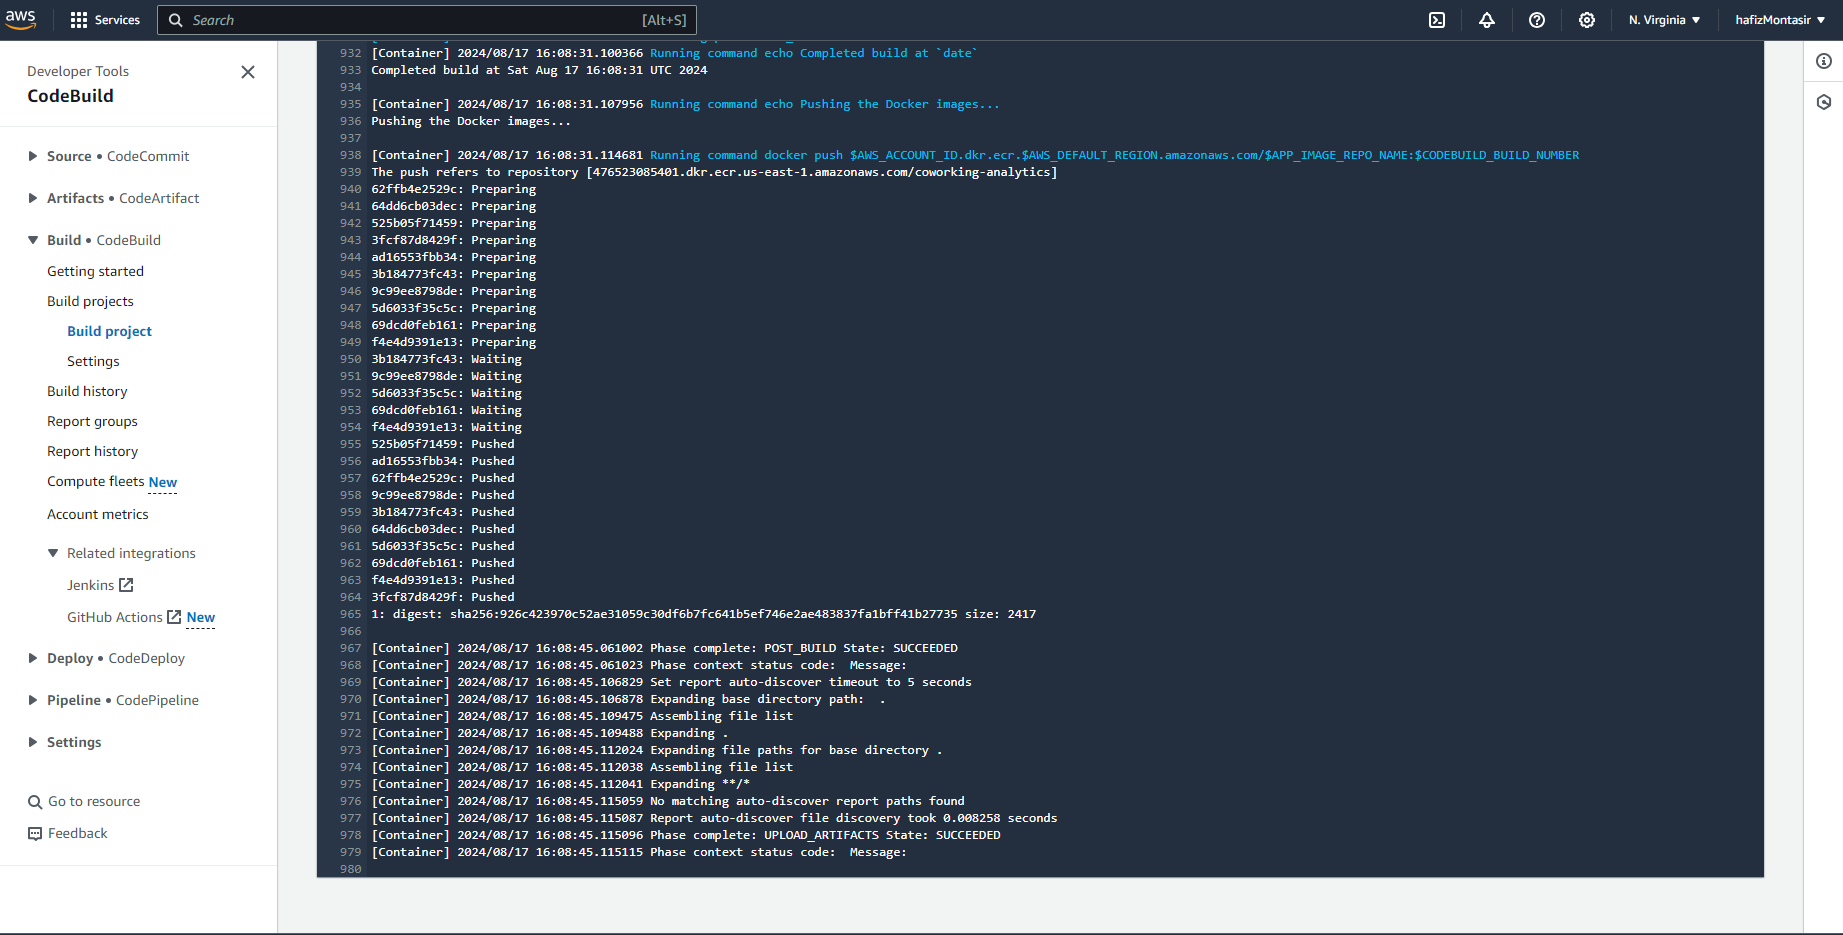 aws
Services
Search
[Alt+S]
N. Virginia
hafizMontasir
Developer Tools
CodeBuild
Source • CodeCommit
Artifacts • CodeArtifact
Build • CodeBuild
Getting started
Build projects
Build project
Settings
Build history
Report groups
Report history
Compute fleets New
Account metrics
Related integrations
Jenkins
GitHub Actions New
Deploy • CodeDeploy
Pipeline • CodePipeline
Settings
Go to resource
Feedback
932 [Container] 2024/08/17 16:08:31.100366 Running command echo Completed build at `date`
933 Completed build at Sat Aug 17 16:08:31 UTC 2024
934
935 [Container] 2024/08/17 16:08:31.107956 Running command echo Pushing the Docker images...
936 Pushing the Docker images...
937
938 [Container] 2024/08/17 16:08:31.114681 Running command docker push $AWS_ACCOUNT_ID.dkr.ecr.$AWS_DEFAULT_REGION.amazonaws.com/$APP_IMAGE_REPO_NAME:$CODEBUILD_BUILD_NUMBER
939 The push refers to repository [476523085401.dkr.ecr.us-east-1.amazonaws.com/coworking-analytics]
940 62ffb4e2529c: Preparing
941 64dd6cb03dec: Preparing
942 525b05f71459: Preparing
943 3fcf87d8429f: Preparing
944 ad16553fbb34: Preparing
945 3b184773fc43: Preparing
946 9c99ee8798de: Preparing
947 5d6033f35c5c: Preparing
948 69dcd0feb161: Preparing
949 f4e4d9391e13: Preparing
950 3b184773fc43: Waiting
951 9c99ee8798de: Waiting
952 5d6033f35c5c: Waiting
953 69dcd0feb161: Waiting
954 f4e4d9391e13: Waiting
955 525b05f71459: Pushed
956 ad16553fbb34: Pushed
957 62ffb4e2529c: Pushed
958 9c99ee8798de: Pushed
959 3b184773fc43: Pushed
960 64dd6cb03dec: Pushed
961 5d6033f35c5c: Pushed
962 69dcd0feb161: Pushed
963 f4e4d9391e13: Pushed
964 3fcf87d8429f: Pushed
965 1: digest: sha256:926c423970c52ae31059c30df6b7fc641b5ef746e2ae483837fa1bff41b27735 size: 2417
966
967 [Container] 2024/08/17 16:08:45.061002 Phase complete: POST_BUILD State: SUCCEEDED
968 [Container] 2024/08/17 16:08:45.061023 Phase context status code:  Message:
969 [Container] 2024/08/17 16:08:45.106829 Set report auto-discover timeout to 5 seconds
970 [Container] 2024/08/17 16:08:45.106878 Expanding base directory path:  .
971 [Container] 2024/08/17 16:08:45.109475 Assembling file list
972 [Container] 2024/08/17 16:08:45.109488 Expanding .
973 [Container] 2024/08/17 16:08:45.112024 Expanding file paths for base directory .
974 [Container] 2024/08/17 16:08:45.112038 Assembling file list
975 [Container] 2024/08/17 16:08:45.112041 Expanding **/*
976 [Container] 2024/08/17 16:08:45.115059 No matching auto-discover report paths found
977 [Container] 2024/08/17 16:08:45.115087 Report auto-discover file discovery took 0.008258 seconds
978 [Container] 2024/08/17 16:08:45.115096 Phase complete: UPLOAD_ARTIFACTS State: SUCCEEDED
979 [Container] 2024/08/17 16:08:45.115115 Phase context status code:  Message:
980